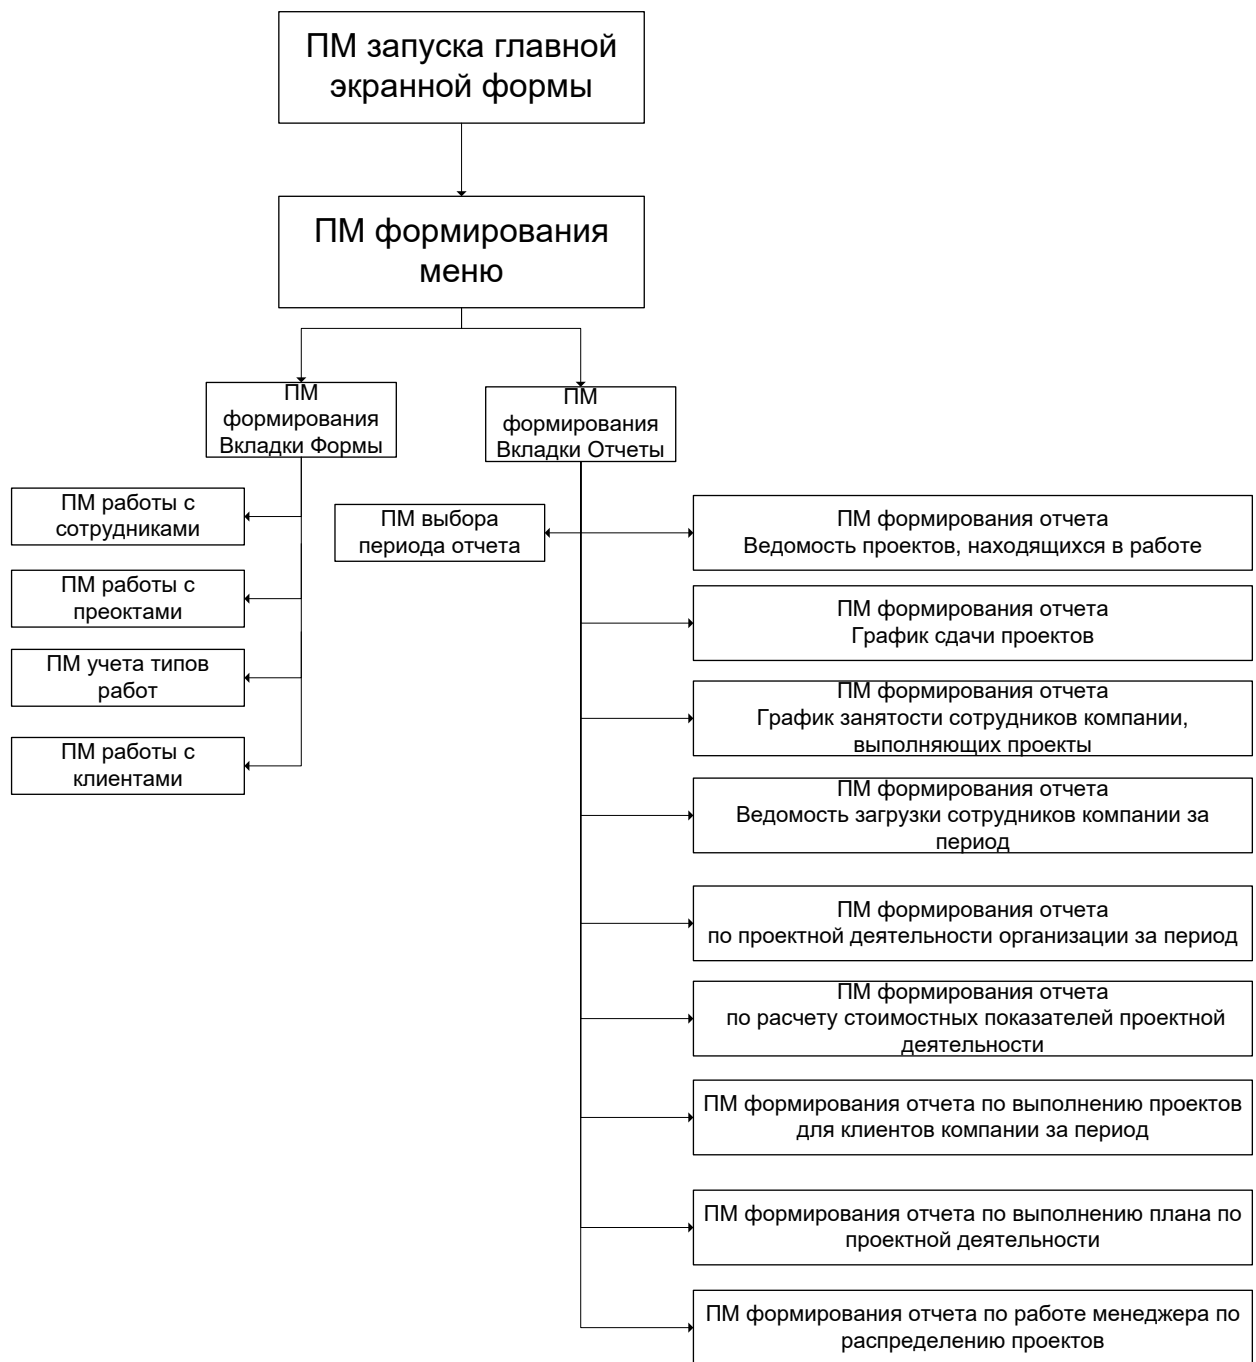 ПМ запуска главной
экранной формы
ПМ формирования
меню
ПМ
формирования
Вкладки Формы
ПМ
формирования
Вкладки Отчеты
ПМ работы с
сотрудниками
ПМ работы с
преоктами
ПМ учета типов
работ
ПМ работы с
клиентами
ПМ выбора
периода отчета
ПМ формирования отчета
Ведомость проектов, находящихся в работе
ПМ формирования отчета
График сдачи проектов
ПМ формирования отчета
График занятости сотрудников компании,
выполняющих проекты
ПМ формирования отчета
Ведомость загрузки сотрудников компании за
период
ПМ формирования отчета
по проектной деятельности организации за период
ПМ формирования отчета
по расчету стоимостных показателей проектной
деятельности
ПМ формирования отчета по выполнению проектов
для клиентов компании за период
ПМ формирования отчета по выполнению плана по
проектной деятельности
ПМ формирования отчета по работе менеджера по
распределению проектов